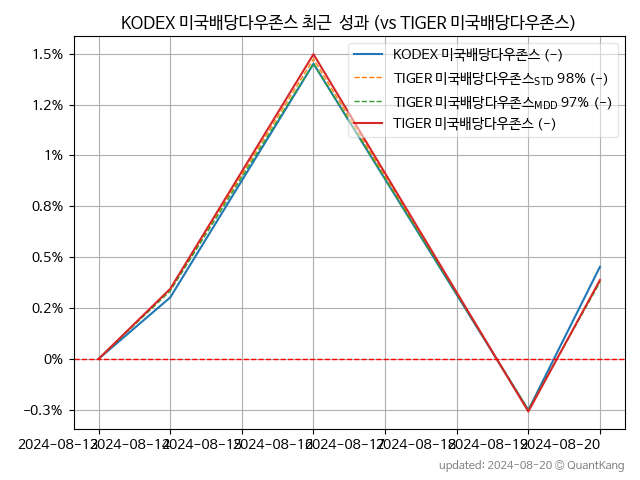 KODEX 미국배당다우존스 최근 성과 (vs TIGER 미국배당다우존스)
KODEX 미국배당다우존스 (-)
TIGER 미국배당다우존스STD 98% (-)
TIGER 미국배당다우존스MDD 97% (-)
TIGER 미국배당다우존스 (-)
1.5%
1.2%
1%
0.8%
0.5%
0.2%
0%
-0.3%
2024-08-13 2024-08-14 2024-08-15 2024-08-16 2024-08-17 2024-08-18 2024-08-19 2024-08-20
updated: 2024-08-20 © QuantKang